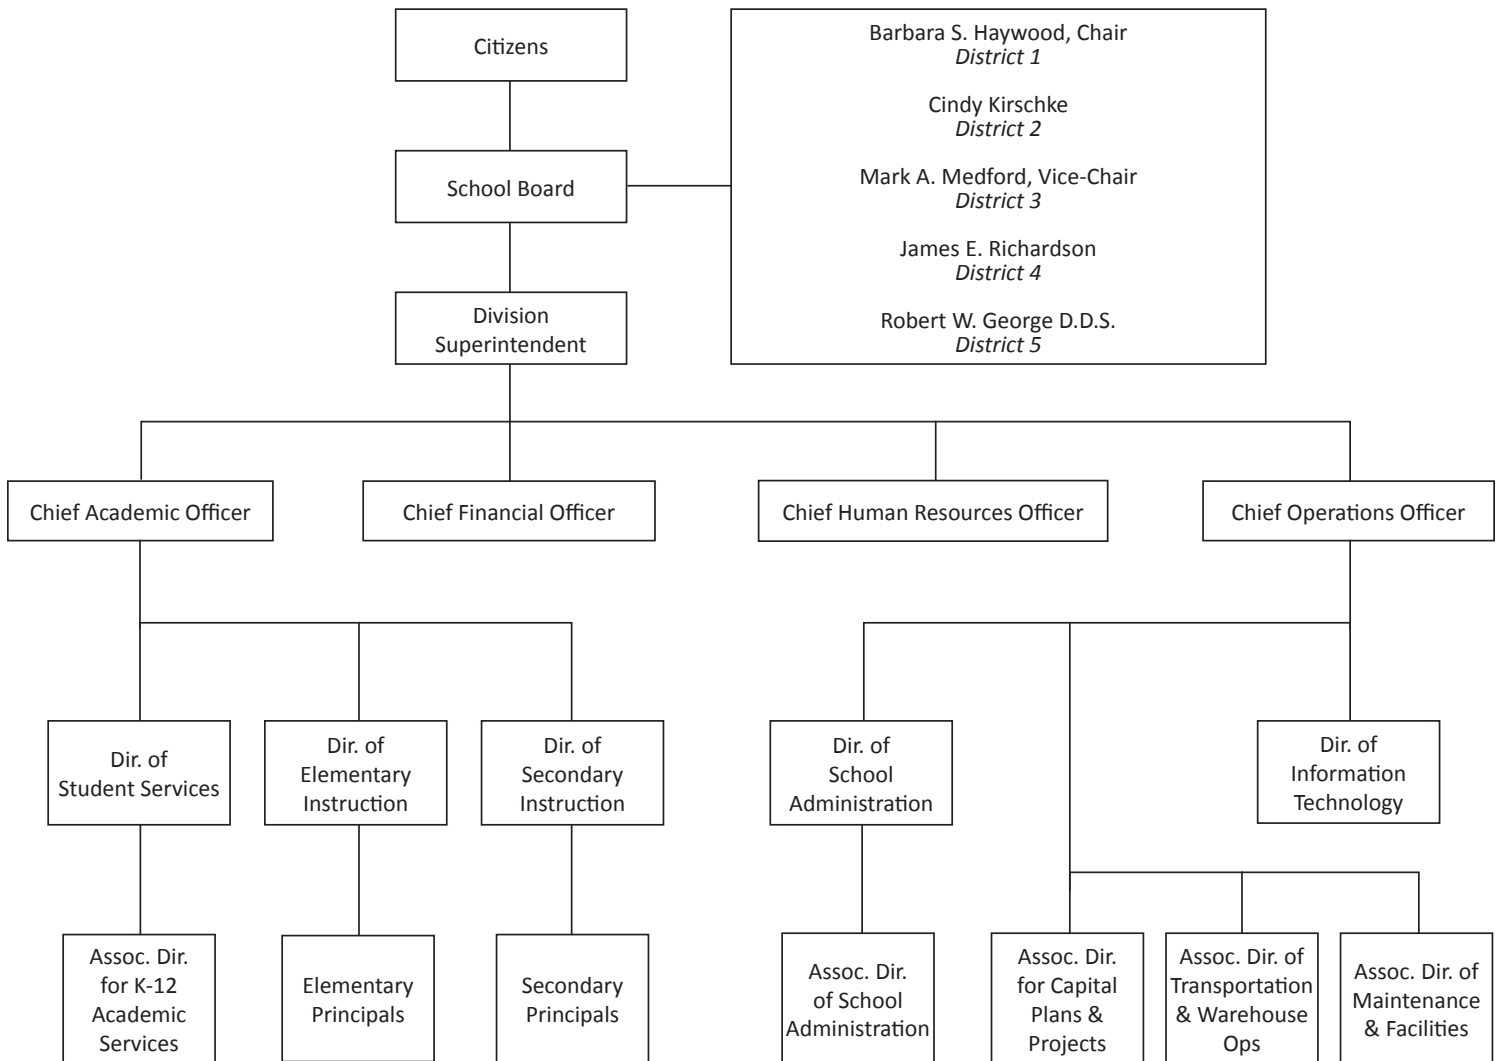 Citizens
Barbara S. Haywood, Chair
District 1
Cindy Kirschke
District 2
Mark A. Medford, Vice-Chair
District 3
James E. Richardson
District 4
Robert W. George D.D.S.
District 5
School Board
Division
Superintendent
Chief Academic Officer
Chief Financial Officer
Chief Human Resources Officer
Chief Operations Officer
Dir. of
Student Services
Dir. of
Elementary
Instruction
Dir. of
Secondary
Instruction
Dir. of
School
Administration
Dir. of
Information
Technology
Assoc. Dir.
for K-12
Academic
Services
Elementary
Principals
Secondary
Principals
Assoc. Dir.
of School
Administration
Assoc. Dir.
for Capital
Plans &
Projects
Assoc. Dir. of
Transportation
& Warehouse
Ops
Assoc. Dir. of
Maintenance
& Facilities